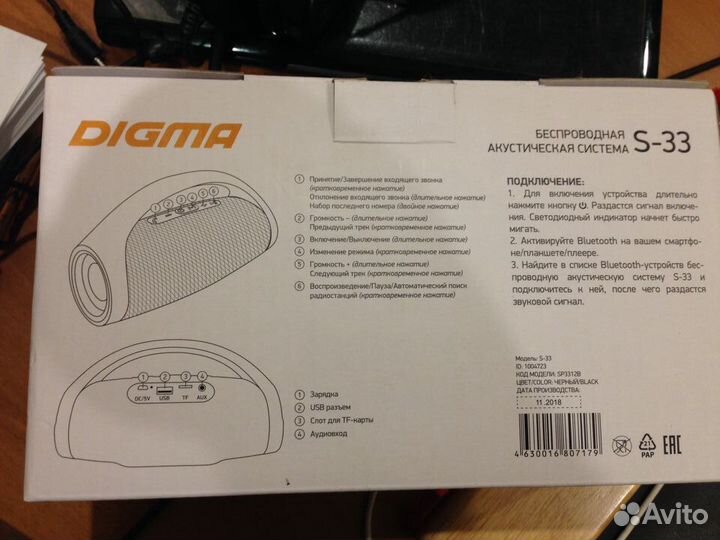 DIGMA
БЕСПРОВОДНАЯ
АКУСТИЧЕСКАЯ СИСТЕМА S-33
1 2 3 4 5 6
1 Принятие/Завершение входящего звонка
(кратковременное нажатие)
Отклонение входящего звонка (длительное нажатие)
Набор последнего номера (двойное нажатие)
2 Громкость – (длительное нажатие)
Предыдущий трек (кратковременное нажатие)
3 Включение/Выключение (длительное нажатие)
4 Изменение режима (кратковременное нажатие)
5 Громкость + (длительное нажатие)
Следующий трек (кратковременное нажатие)
6 Воспроизведение/Пауза/Автоматический поиск
радиостанций (кратковременное нажатие)
ПОДКЛЮЧЕНИЕ:
1. Для включения устройства длительно
нажмите кнопку ⏻. Раздастся сигнал включе-
ния. Светодиодный индикатор начнет быстро
мигать.
2. Активируйте Bluetooth на вашем смартфо-
не/планшете/плеере.
3. Найдите в списке Bluetooth-устройств бес-
проводную акустическую систему S-33 и
подключитесь к ней, после чего раздастся
звуковой сигнал.
1 2 3 4
DC/5V USB TF AUX
1 Зарядка
2 USB разъем
3 Слот для TF-карты
4 Аудиовход
Модель: S-33
ID: 1004723
КОД МОДЕЛИ: SP3312B
ЦВЕТ/COLOR: ЧЕРНЫЙ/BLACK
ДАТА ПРОИЗВОДСТВА:
11 .2018
4 630016 807179
21
PAP
EAC
Avito